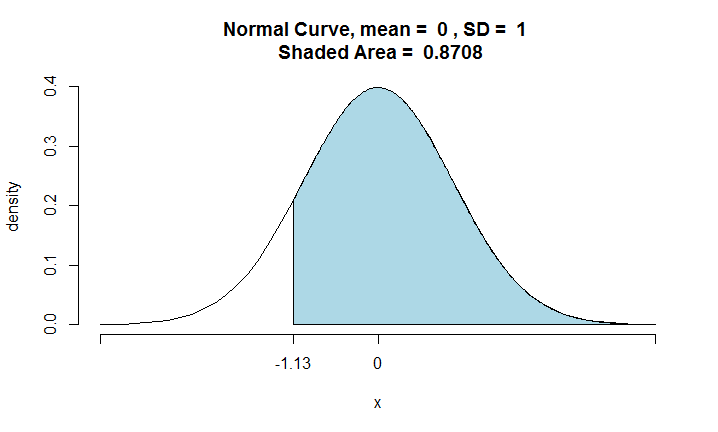 Normal Curve, mean =  0 , SD =  1
Shaded Area =  0.8708
0.4
0.3
0.2
0.1
0.0
density
-1.13
0
x